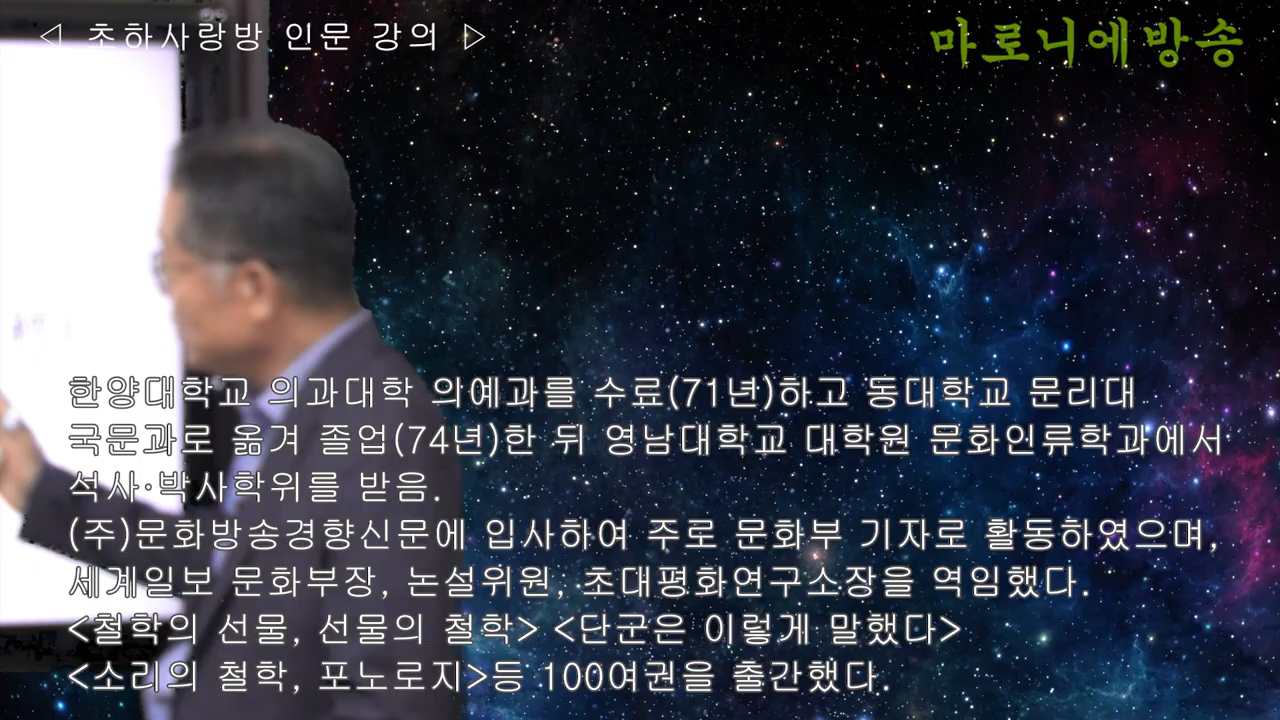 ◁ 초하사랑방 인문 강의 ▷
마로니에방송
한양대학교 의과대학 의예과를 수료(71년)하고 동대학교 문리대
국문과로 옮겨 졸업(74년)한 뒤 영남대학교 대학원 문화인류학과에서
석사·박사학위를 받음.
(주)문화방송경향신문에 입사하여 주로 문화부 기자로 활동하였으며,
세계일보 문화부장, 논설위원, 초대평화연구소장을 역임했다.
<철학의 선물, 선물의 철학> <단군은 이렇게 말했다>
<소리의 철학, 포노로지>등 100여권을 출간했다.